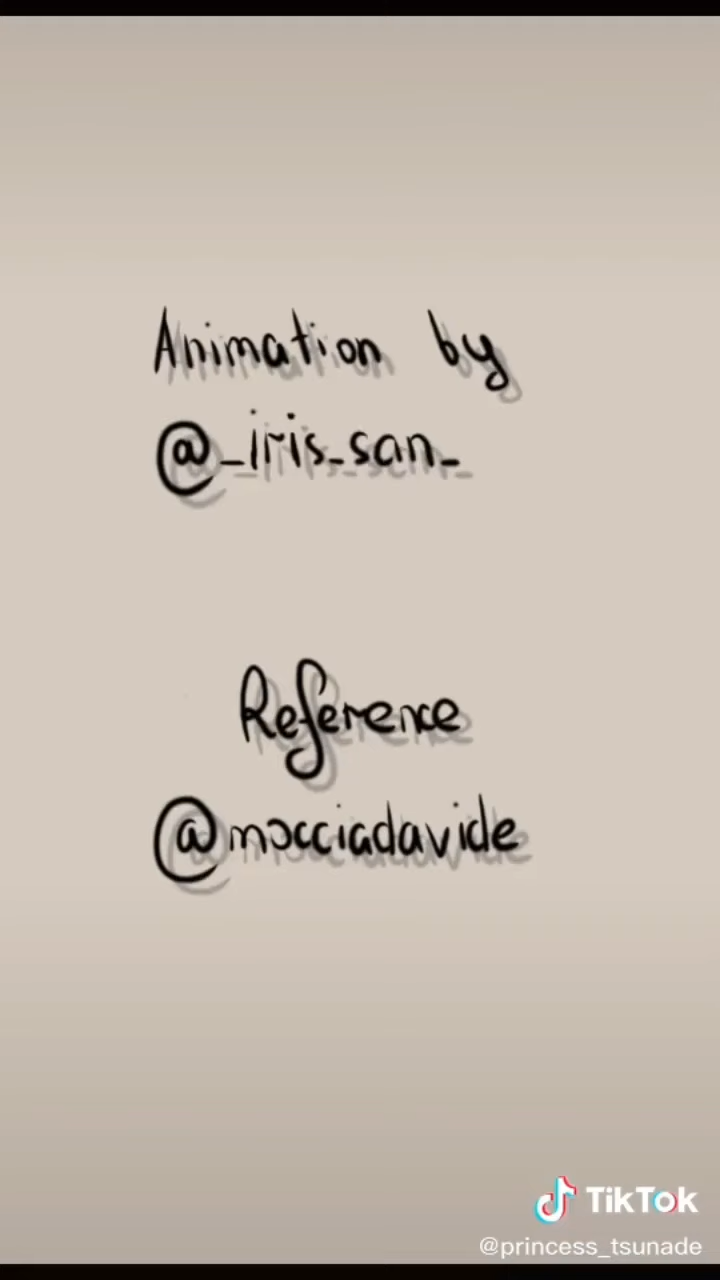 Animation by
@_iris_san_
Reference
@mocciadavide
TikTok
@princess_tsunade